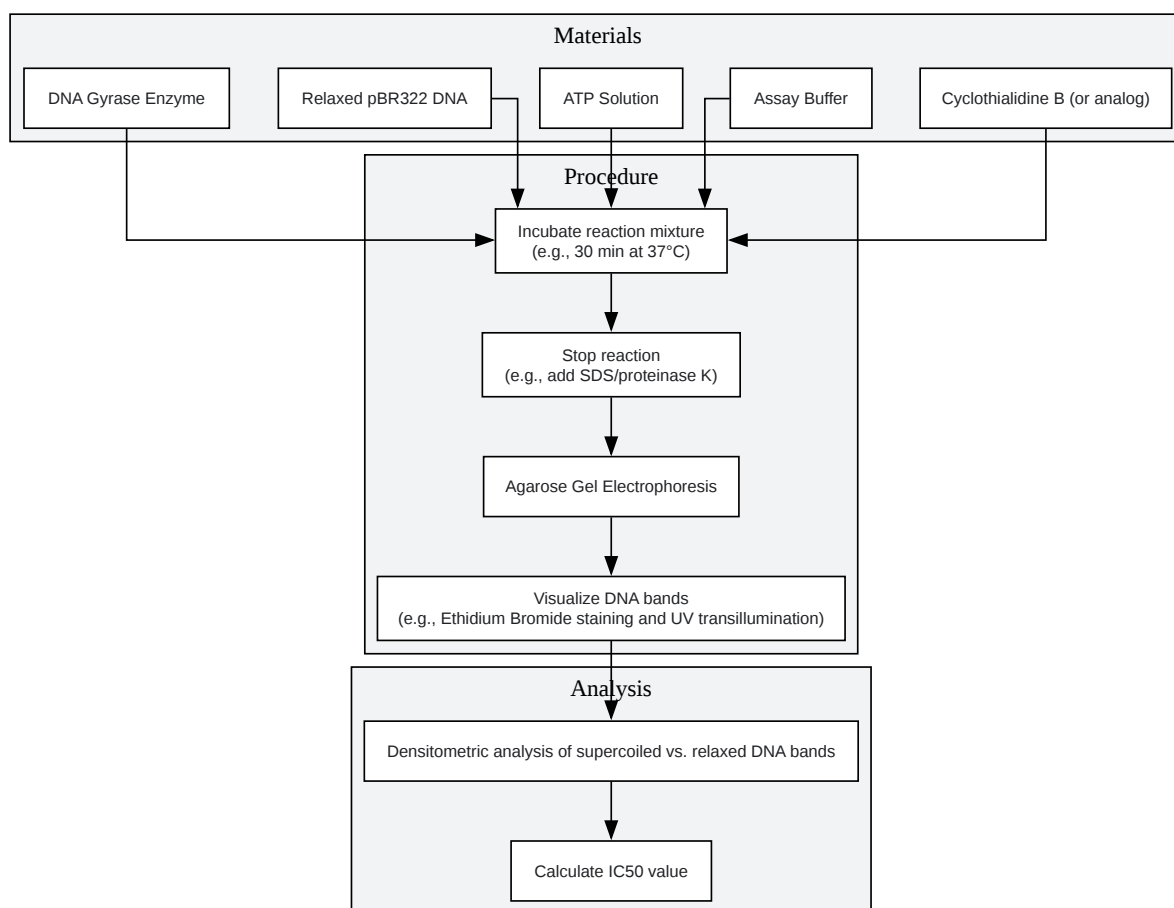 Materials
DNA Gyrase Enzyme
Relaxed pBR322 DNA
ATP Solution
Assay Buffer
Cyclothialidine B (or analog)
Procedure
Incubate reaction mixture
(e.g., 30 min at 37°C)
Stop reaction
(e.g., add SDS/proteinase K)
Agarose Gel Electrophoresis
Visualize DNA bands
(e.g., Ethidium Bromide staining and UV transillumination)
Analysis
Densitometric analysis of supercoiled vs. relaxed DNA bands
Calculate IC50 value